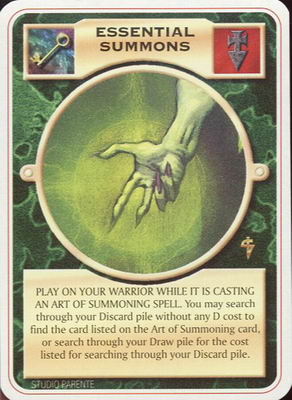 ESSENTIAL
SUMMONS
PLAY ON YOUR WARRIOR WHILE IT IS CASTING
AN ART OF SUMMONING SPELL. You may search
through your Discard pile without any D cost to
find the card listed on the Art of Summoning card,
or search through your Draw pile for the cost
listed for searching through your Discard pile.
STUDIO PARENTE